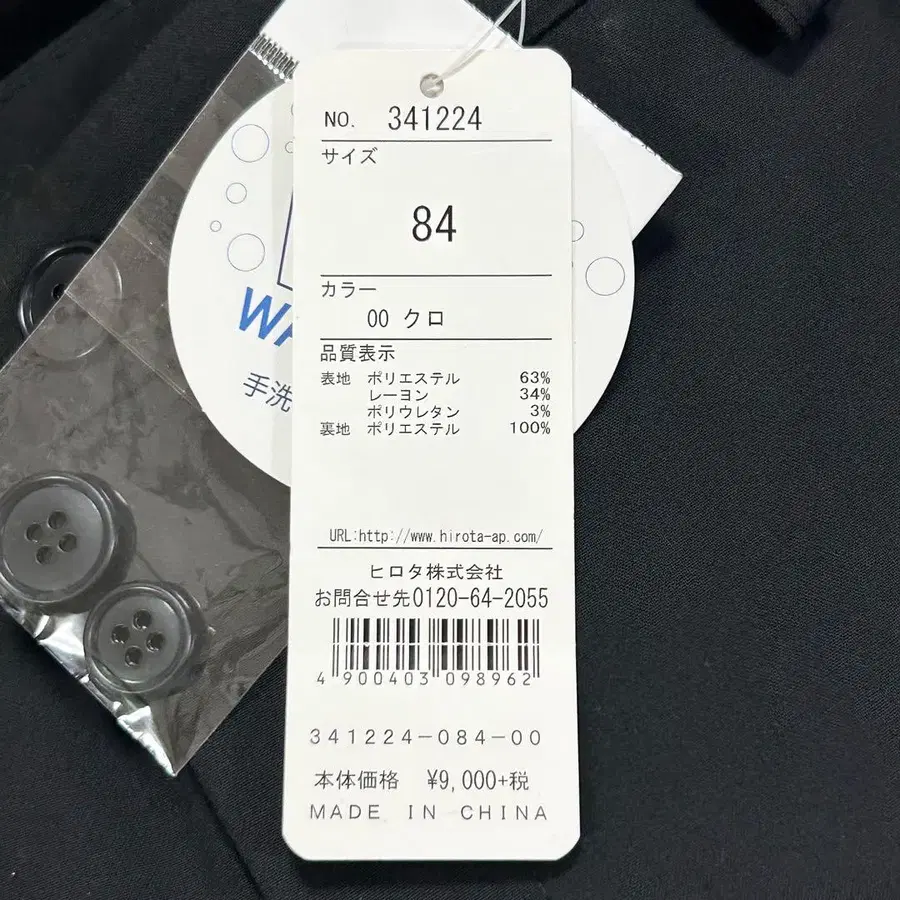 NO. 341224
サイズ
84
カラー
00 クロ
品質表示
表地 ポリエステル 63%
レーヨン 34%
ポリウレタン 3%
裏地 ポリエステル 100%
URL:http://www.hirota-ap.com/
ヒロタ株式会社
お問合せ先0120-64-2055
4 900403 098962
341224-084-00
本体価格 ¥9,000+税
MADE IN CHINA
手洗